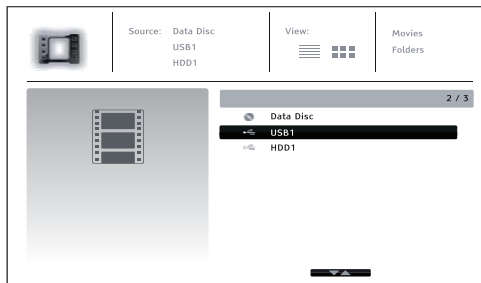 Source: Data Disc
USB1
HDD1
View:
Movies
Folders
2 / 3
Data Disc
USB1
HDD1